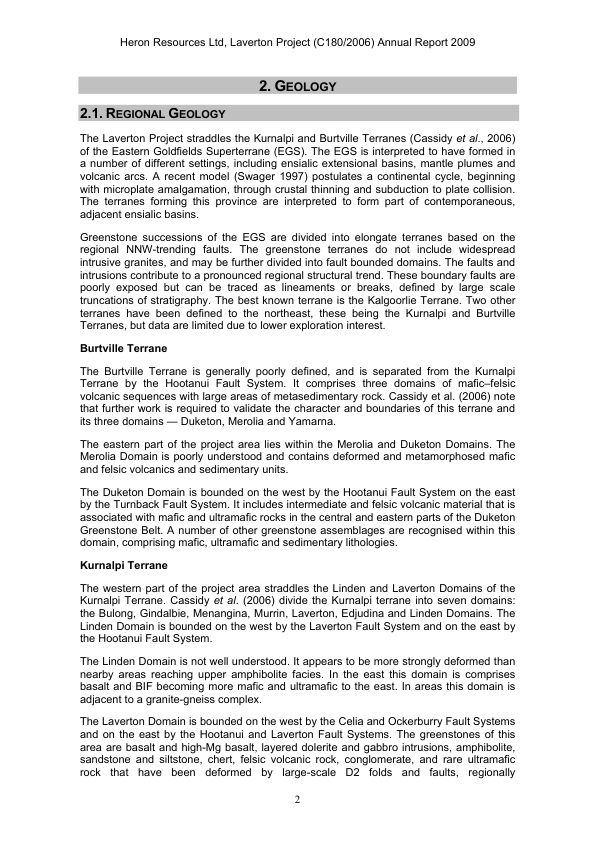 Heron Resources Ltd, Laverton Project (C180/2006) Annual Report 2009
2. GEOLOGY
2.1. REGIONAL GEOLOGY
The Laverton Project straddles the Kurnalpi and Burtville Terranes (Cassidy et al., 2006)
of the Eastern Goldfields Superterrane (EGS). The EGS is interpreted to have formed in
a number of different settings, including ensialic extensional basins, mantle plumes and
volcanic arcs. A recent model (Swager 1997) postulates a continental cycle, beginning
with microplate amalgamation, through crustal thinning and subduction to plate collision.
The terranes forming this province are interpreted to form part of contemporaneous,
adjacent ensialic basins.
Greenstone successions of the EGS are divided into elongate terranes based on the
regional NNW-trending faults. The greenstone terranes do not include widespread
intrusive granites, and may be further divided into fault bounded domains. The faults and
intrusions contribute to a pronounced regional structural trend. These boundary faults are
poorly exposed but can be traced as lineaments or breaks, defined by large scale
truncations of stratigraphy. The best known terrane is the Kalgoorlie Terrane. Two other
terranes have been defined to the northeast, these being the Kurnalpi and Burtville
Terranes, but data are limited due to lower exploration interest.
Burtville Terrane
The Burtville Terrane is generally poorly defined, and is separated from the Kurnalpi
Terrane by the Hootanui Fault System. It comprises three domains of mafic–felsic
volcanic sequences with large areas of metasedimentary rock. Cassidy et al. (2006) note
that further work is required to validate the character and boundaries of this terrane and
its three domains — Duketon, Merolia and Yamarna.
The eastern part of the project area lies within the Merolia and Duketon Domains. The
Merolia Domain is poorly understood and contains deformed and metamorphosed mafic
and felsic volcanics and sedimentary units.
The Duketon Domain is bounded on the west by the Hootanui Fault System on the east
by the Turnback Fault System. It includes intermediate and felsic volcanic material that is
associated with mafic and ultramafic rocks in the central and eastern parts of the Duketon
Greenstone Belt. A number of other greenstone assemblages are recognised within this
domain, comprising mafic, ultramafic and sedimentary lithologies.
Kurnalpi Terrane
The western part of the project area straddles the Linden and Laverton Domains of the
Kurnalpi Terrane. Cassidy et al. (2006) divide the Kurnalpi terrane into seven domains:
the Bulong, Gindalbie, Menangina, Murrin, Laverton, Edjudina and Linden Domains. The
Linden Domain is bounded on the west by the Laverton Fault System and on the east by
the Hootanui Fault System.
The Linden Domain is not well understood. It appears to be more strongly deformed than
nearby areas reaching upper amphibolite facies. In the east this domain is comprises
basalt and BIF becoming more mafic and ultramafic to the east. In areas this domain is
adjacent to a granite-gneiss complex.
The Laverton Domain is bounded on the west by the Celia and Ockerburry Fault Systems
and on the east by the Hootanui and Laverton Fault Systems. The greenstones of this
area are basalt and high-Mg basalt, layered dolerite and gabbro intrusions, amphibolite,
sandstone and siltstone, chert, felsic volcanic rock, conglomerate, and rare ultramafic
rock that have been deformed by large-scale D2 folds and faults, regionally
2